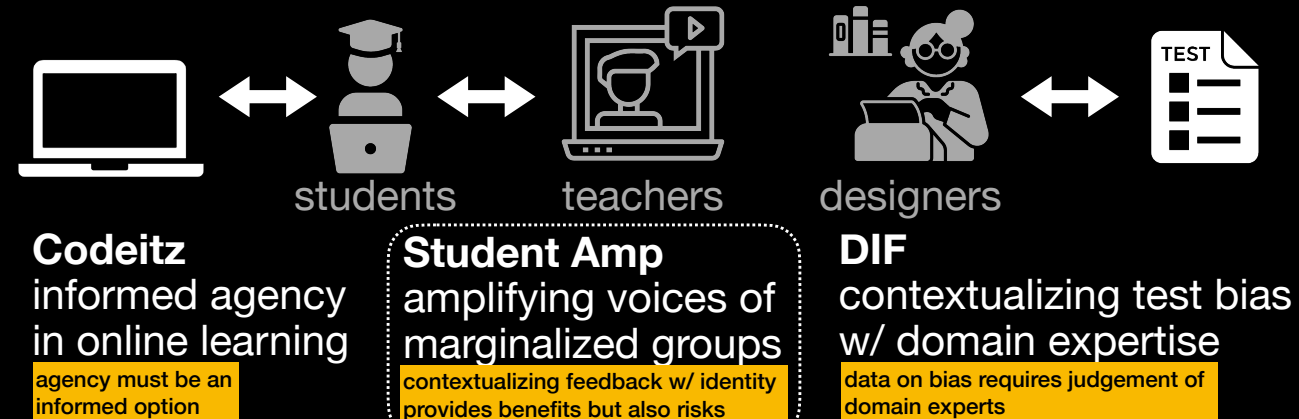 TEST
students
teachers
designers
Codeitz
informed agency
in online learning
agency must be an
informed option
Student Amp
amplifying voices of
marginalized groups
contextualizing feedback w/ identity
provides benefits but also risks
DIF
contextualizing test bias
w/ domain expertise
data on bias requires judgement of
domain experts